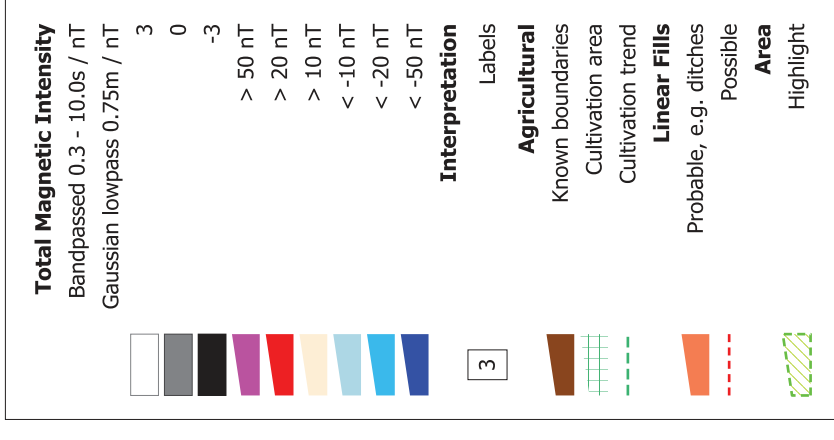 Total Magnetic Intensity
Bandpassed 0.3 - 10.0s / nT
Gaussian lowpass 0.75m / nT
3
0
-3
> 50 nT
> 20 nT
> 10 nT
< -10 nT
< -20 nT
< -50 nT
Interpretation
3 Labels
Agricultural
Known boundaries
Cultivation area
Cultivation trend
Linear Fills
Probable, e.g. ditches
Possible
Area
Highlight